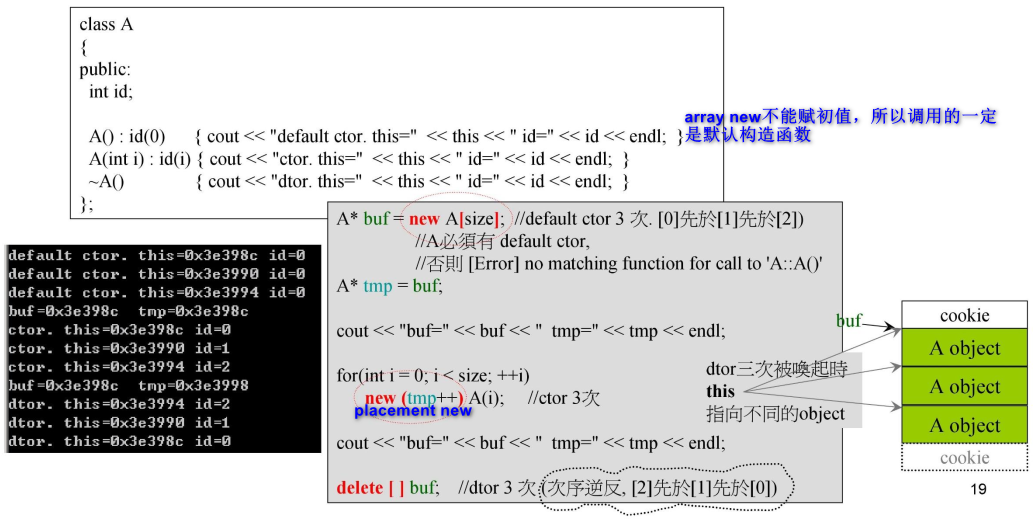 class A
{
public:
int id;
A() : id(0) { cout << "default ctor. this=" << this << " id=" << id << endl; }
A(int i) : id(i) { cout << "ctor. this=" << this << " id=" << id << endl; }
~A() { cout << "dtor. this=" << this << " id=" << id << endl; }
};
array new不能赋初值，所以调用的一定
是默认构造函数
A* buf = new A[size]; //default ctor 3 次. [0]先於[1]先於[2])
//A必須有 default ctor,
//否則 [Error] no matching function for call to 'A::A()'
A* tmp = buf;
cout << "buf=" << buf << " tmp=" << tmp << endl;
for(int i = 0; i < size; ++i)
new (tmp++) A(i); //ctor 3次
placement new
cout << "buf=" << buf << " tmp=" << tmp << endl;
delete [ ] buf; //dtor 3 次 (次序逆反, [2]先於[1]先於[0])
default ctor. this=0x3e398c id=0
default ctor. this=0x3e3990 id=0
default ctor. this=0x3e3994 id=0
buf=0x3e398c tmp=0x3e398c
ctor. this=0x3e398c id=0
ctor. this=0x3e3990 id=1
ctor. this=0x3e3994 id=2
buf=0x3e398c tmp=0x3e3998
dtor. this=0x3e3994 id=2
dtor. this=0x3e3990 id=1
dtor. this=0x3e398c id=0
buf
dtor三次被喚起時
this
指向不同的object
cookie
A object
A object
A object
cookie
19